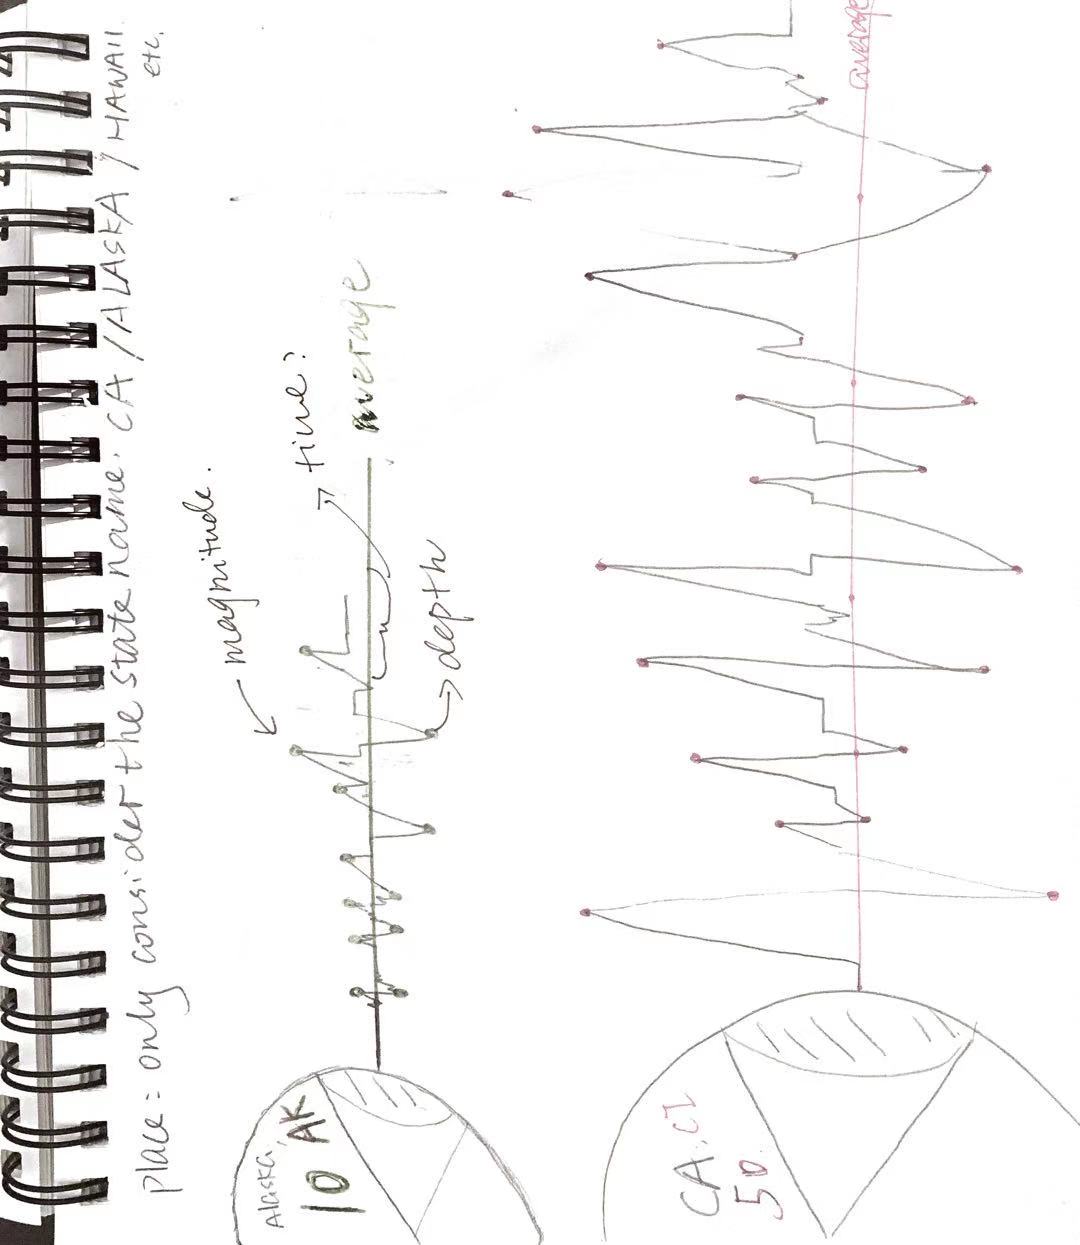 place = only consider the state name. CA / ALASKA / HAWAII.
etc.
magnitude.
time?
average
depth
average
Alaska,
AK
10
CA, CI
50